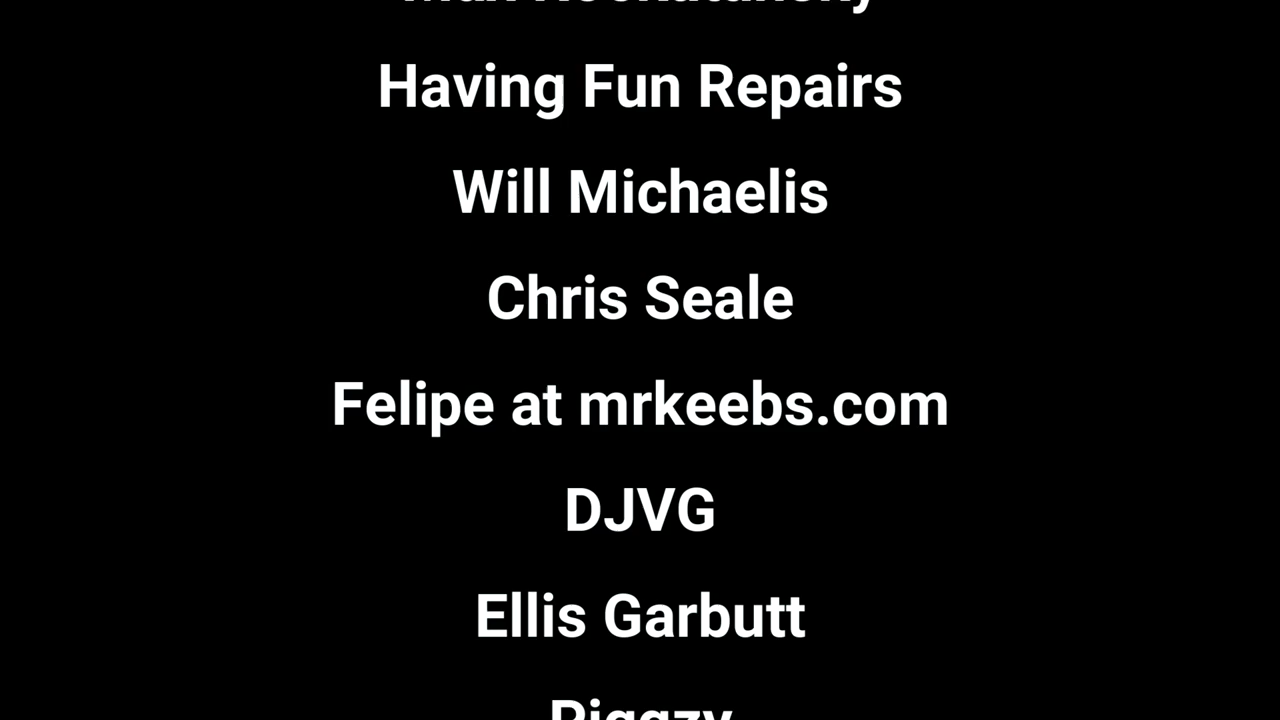 Having Fun Repairs
Will Michaelis
Chris Seale
Felipe at mrkeebs.com
DJVG
Ellis Garbutt